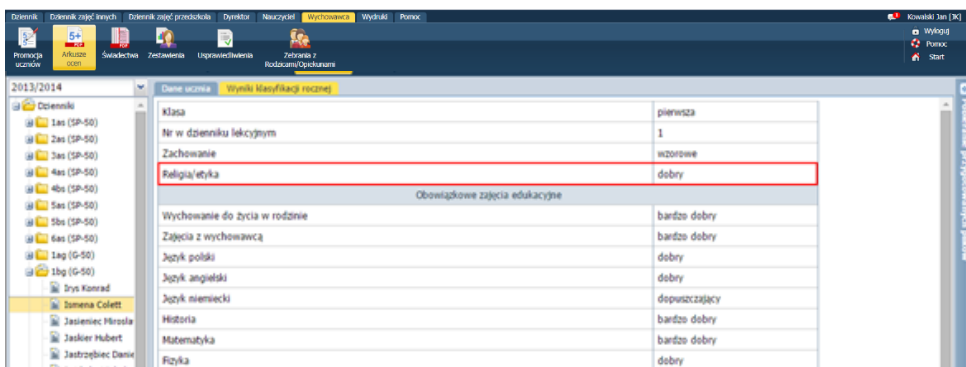 Dziennik Dziennik zajęć innych Dziennik zajęć przedszkola Dyrektor Nauczyciel Wychowawca Wydruki Pomoc Kowalski Jan [JK]
5+ Wyloguj
Promocja uczniów Arkusze ocen Świadectwa Zestawienia Usprawiedliwienia Zebrania z Rodzicami/Opiekunami Pomoc
Start
2013/2014 Dane ucznia Wyniki klasyfikacji rocznej
Dzienniki
1as (SP-50)
2as (SP-50)
3as (SP-50)
4as (SP-50)
4bs (SP-50)
5as (SP-50)
5bs (SP-50)
6as (SP-50)
1ag (G-50)
1bg (G-50)
Irys Konrad
Ismena Colett
Jasieniec Mirosła
Jaskier Hubert
Jastrzębiec Danie
Klasa pierwsza
Nr w dzienniku lekcyjnym 1
Zachowanie wzorowe
Religia/etyka dobry
Obowiązkowe zajęcia edukacyjne
Wychowanie do życia w rodzinie bardzo dobry
Zajęcia z wychowawcą bardzo dobry
Język polski dobry
Język angielski dobry
Język niemiecki dopuszczający
Historia bardzo dobry
Matematyka bardzo dobry
Fizyka dobry